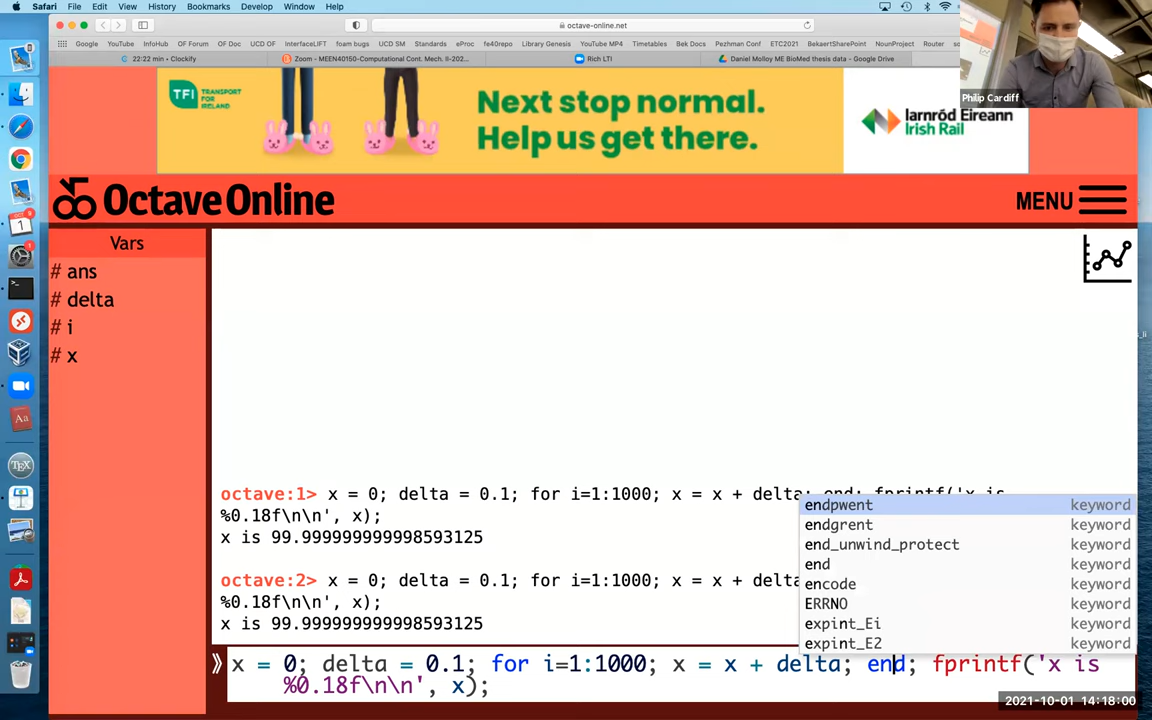 Safari File Edit View History Bookmarks Develop Window Help
octave-online.net
Google YouTube InfoHub OF Forum OF Doc UCD OF InterfaceLIFT foam bugs UCD SM Standards eProc fe40repo Library Genesis YouTube MP4 Timetables Bek Docs Pezhman Conf ETC2021 BekaertSharePoint NounProject Router
22:22 min • Clockify
Zoom - MEEN40150-Computational Cont. Mech. II-202...
Rich LTI
Daniel Molloy ME BioMed thesis data - Google Drive
Philip Cardiff
TFI TRANSPORT FOR IRELAND
Next stop normal.
Help us get there.
Iarnród Éireann
Irish Rail
Octave Online
MENU
Vars
# ans
# delta
# i
# x
octave:1> x = 0; delta = 0.1; for i=1:1000; x = x + delta; end; fprintf('x is
%0.18f\n\n', x);
x is 99.999999999998593125
octave:2> x = 0; delta = 0.1; for i=1:1000; x = x + delta
%0.18f\n\n', x);
x is 99.999999999998593125
endpwent keyword
endgrent keyword
end_unwind_protect keyword
end keyword
encode keyword
ERRNO keyword
expint_Ei keyword
expint_E2 keyword
» x = 0; delta = 0.1; for i=1:1000; x = x + delta; end; fprintf('x is
%0.18f\n\n', x);
2021-10-01 14:18:00